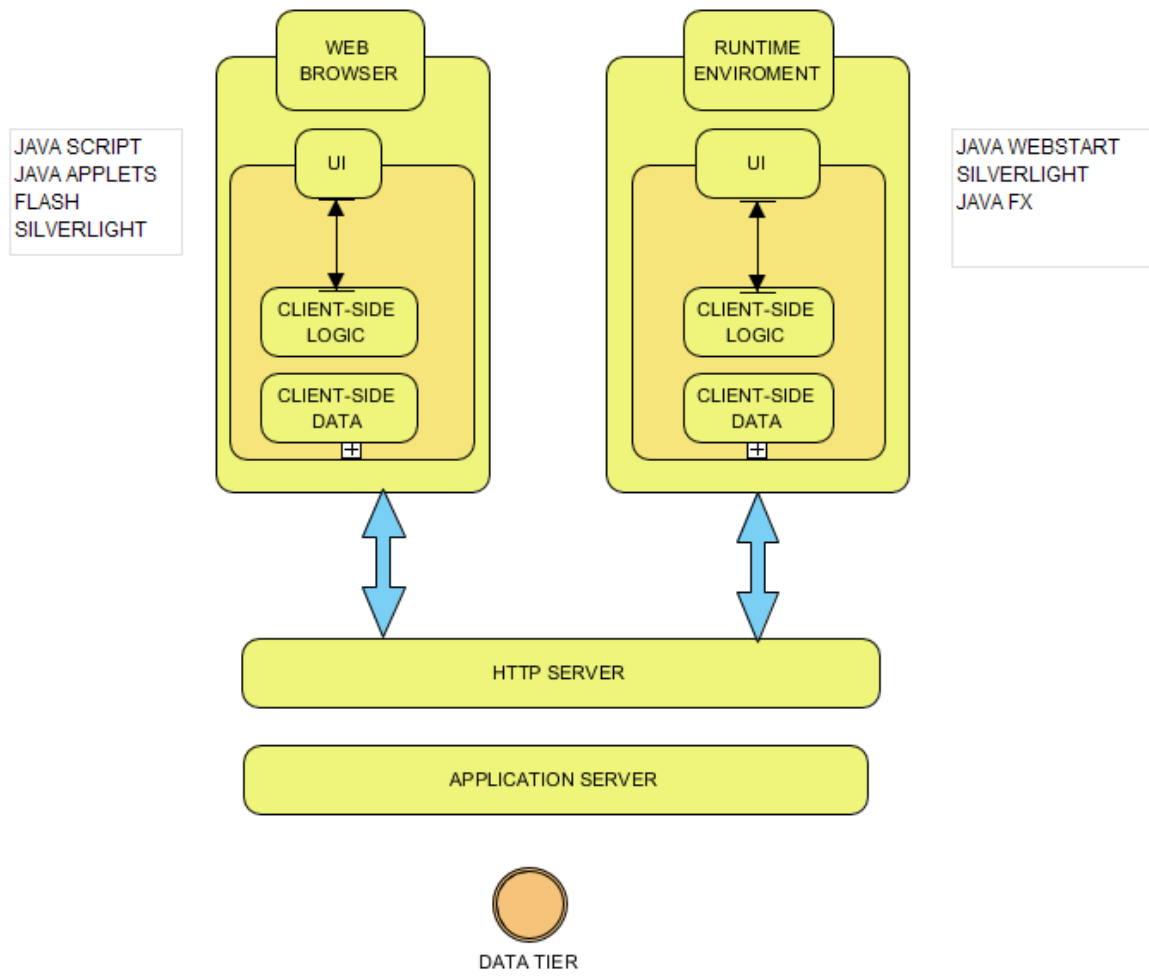 WEB
BROWSER
RUNTIME
ENVIROMENT
JAVA SCRIPT
JAVA APPLETS
FLASH
SILVERLIGHT
UI
UI
JAVA WEBSTART
SILVERLIGHT
JAVA FX
CLIENT-SIDE
LOGIC
CLIENT-SIDE
LOGIC
CLIENT-SIDE
DATA
CLIENT-SIDE
DATA
HTTP SERVER
APPLICATION SERVER
DATA TIER